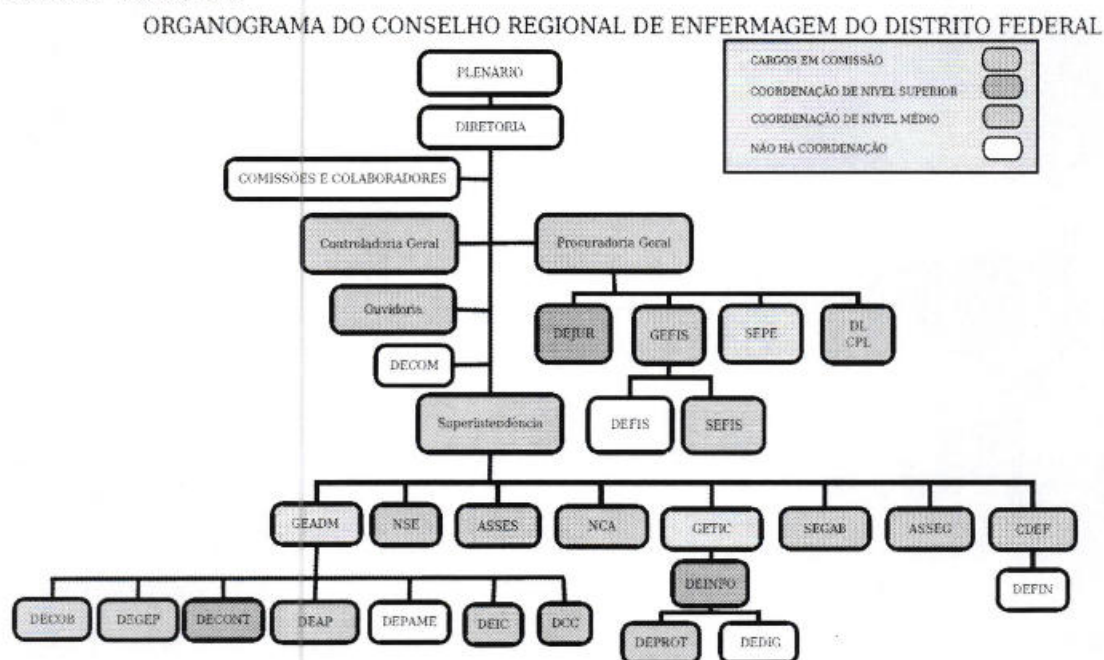 ORGANOGRAMA DO CONSELHO REGIONAL DE ENFERMAGEM DO DISTRITO FEDERAL
CARGOS EM COMISSÃO
COORDENAÇÃO DE NIVEL SUPERIOR
COORDENAÇÃO DE NÍVEL MÉDIO
NÃO HÁ COORDENAÇÃO
PLENÁRIO
DIRETORIA
COMISSÕES E COLABORADORES
Controladoria Geral
Procuradoria Geral
Ouvidoria
DEJUR
GEFIS
SEPE
DL
CPL
DECOM
Superintendência
DEFIS
SEFIS
GEADM
NSE
ASSES
NCA
GETIC
SEGAB
ASSEG
CDEF
DEINFO
DEFIN
DECOB
DEGEP
DECONT
DEAP
DEPAME
DEIC
DCC
DEPROT
DEDIG